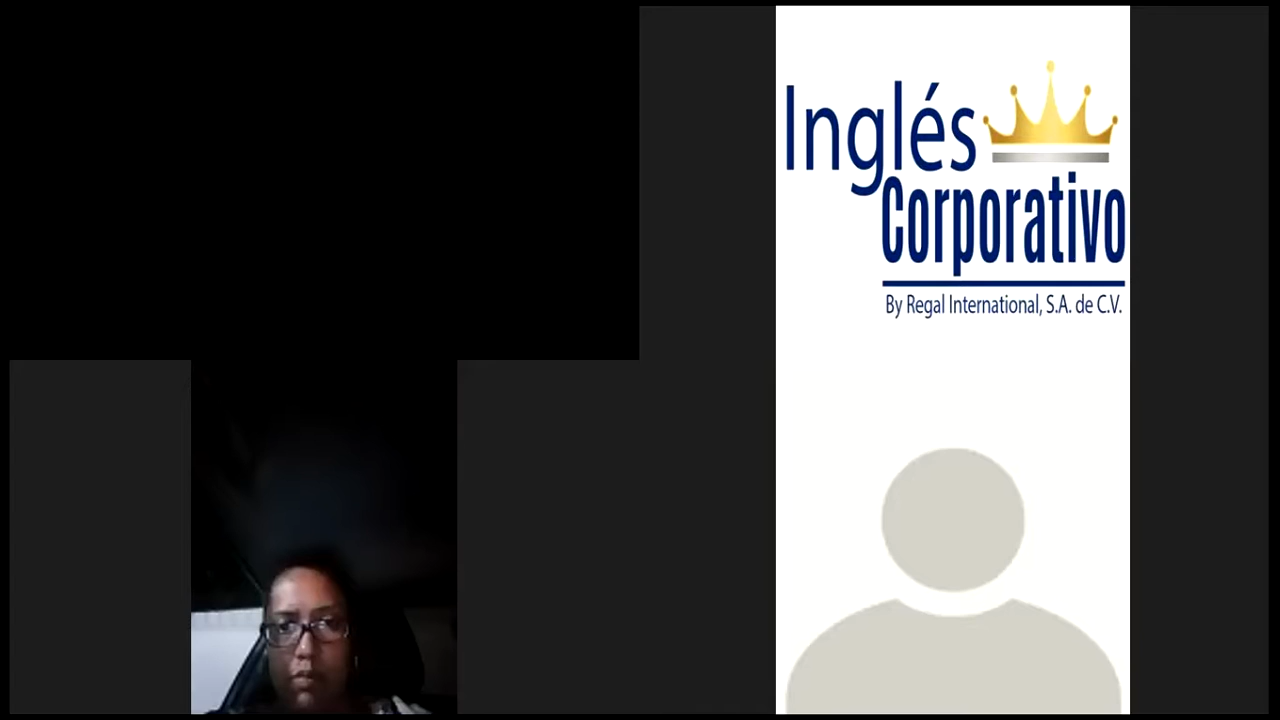 Inglés
Corporativo
By Regal International, S.A. de C.V.